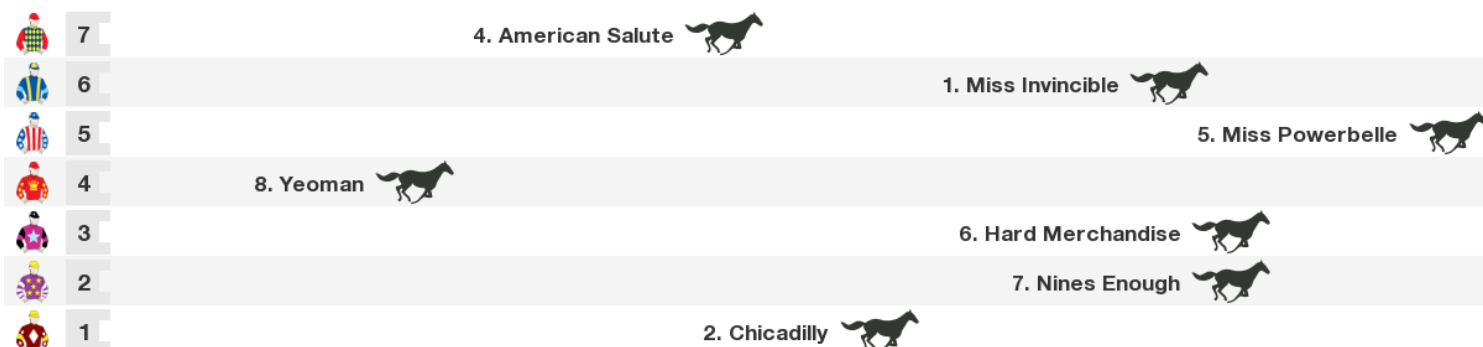 7 4. American Salute
6 1. Miss Invincible
5 5. Miss Powerbelle
4 8. Yeoman
3 6. Hard Merchandise
2 7. Nines Enough
1 2. Chicadilly